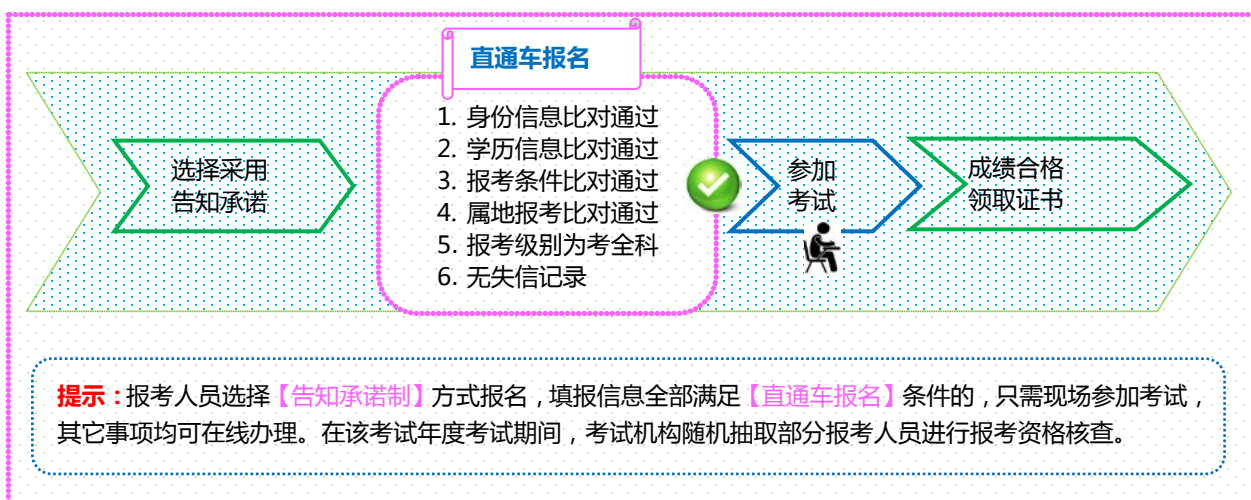 直通车报名
选择采用
告知承诺
1. 身份信息比对通过
2. 学历信息比对通过
3. 报考条件比对通过
4. 属地报考比对通过
5. 报考级别为考全科
6. 无失信记录
参加
考试
成绩合格
领取证书
提示：报考人员选择【告知承诺制】方式报名，填报信息全部满足【直通车报名】条件的，只需现场参加考试，
其它事项均可在线办理。在该考试年度考试期间，考试机构随机抽取部分报考人员进行报考资格核查。